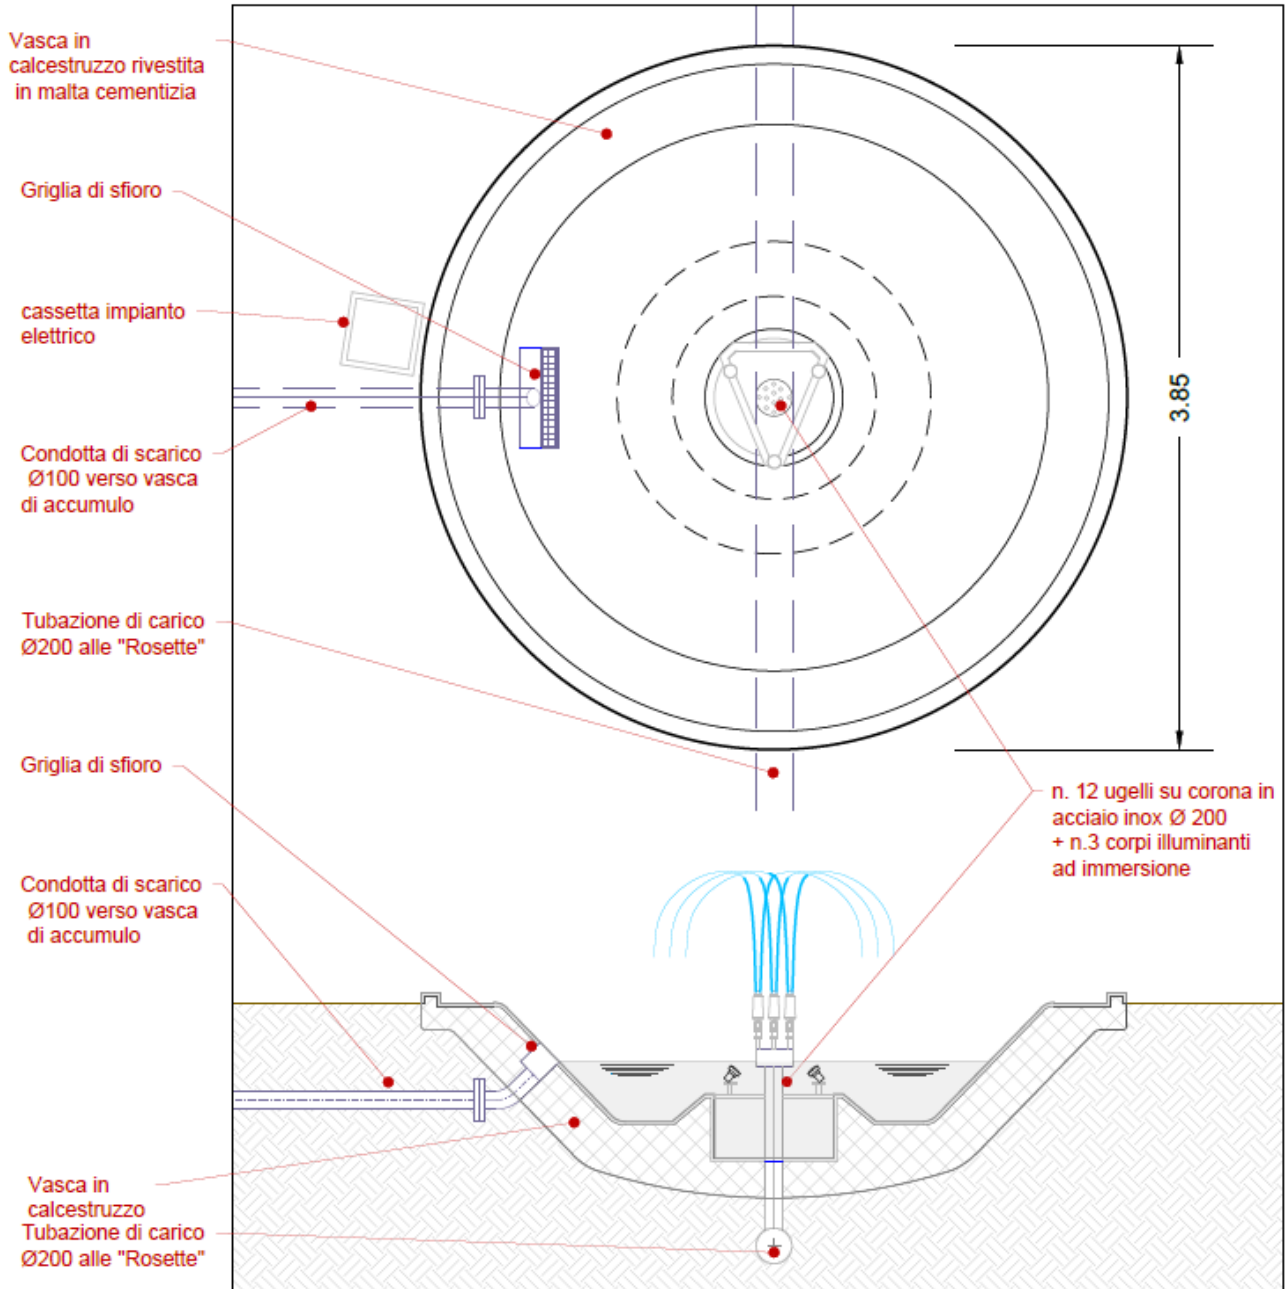 Vasca in
calcestruzzo rivestita
in malta cementizia
Griglia di sfioro
cassetta impianto
elettrico
Condotta di scarico
Ø100 verso vasca
di accumulo
3.85
Tubazione di carico
Ø200 alle "Rosette"
Griglia di sfioro
n. 12 ugelli su corona in
acciaio inox Ø 200
+ n.3 corpi illuminanti
ad immersione
Condotta di scarico
Ø100 verso vasca
di accumulo
Vasca in
calcestruzzo
Tubazione di carico
Ø200 alle "Rosette"